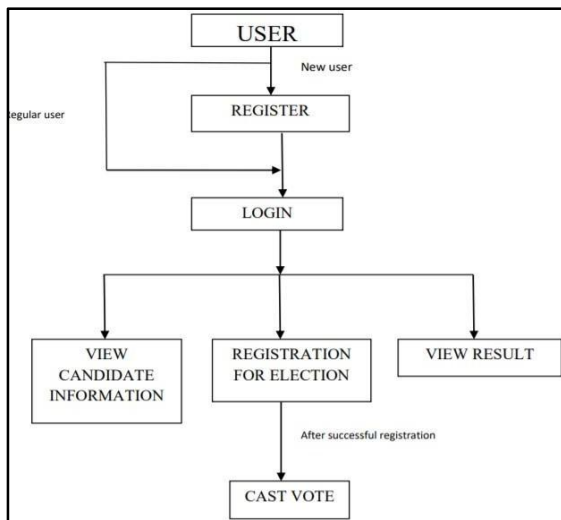 USER
New user
Regular user
REGISTER
LOGIN
VIEW
CANDIDATE
INFORMATION
REGISTRATION
FOR ELECTION
VIEW RESULT
After successful registration
CAST VOTE